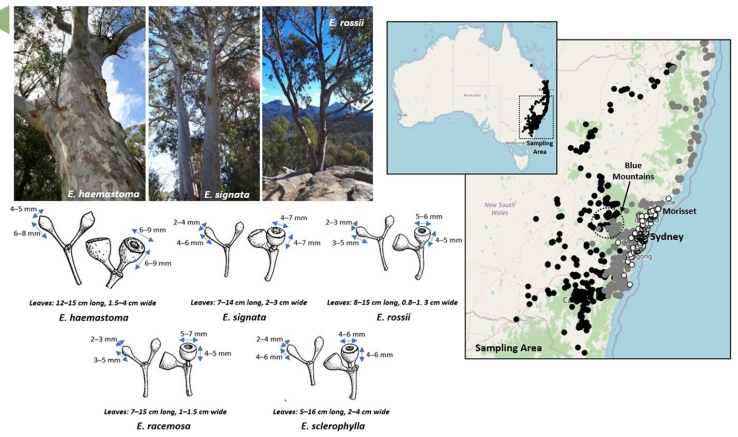 E. haemastoma
E. signata
E. rossii
4–5 mm
6–8 mm
6–9 mm
6–9 mm
Leaves: 12–15 cm long, 1.5–4 cm wide
E. haemastoma
2–4 mm
4–6 mm
4–7 mm
4–7 mm
Leaves: 7–14 cm long, 2–3 cm wide
E. signata
2–3 mm
3–5 mm
5–6 mm
4–5 mm
Leaves: 8–15 cm long, 0.8–1. 3 cm wide
E. rossii
2–3 mm
3–5 mm
5–7 mm
4–5 mm
Leaves: 7–15 cm long, 1–1.5 cm wide
E. racemosa
2–4 mm
4–6 mm
4–6 mm
4–6 mm
Leaves: 5–16 cm long, 2–4 cm wide
E. sclerophylla
Australia
Sampling
Area
Blue
Mountains
New South
Wales
Morisset
Sydney
Sampling Area